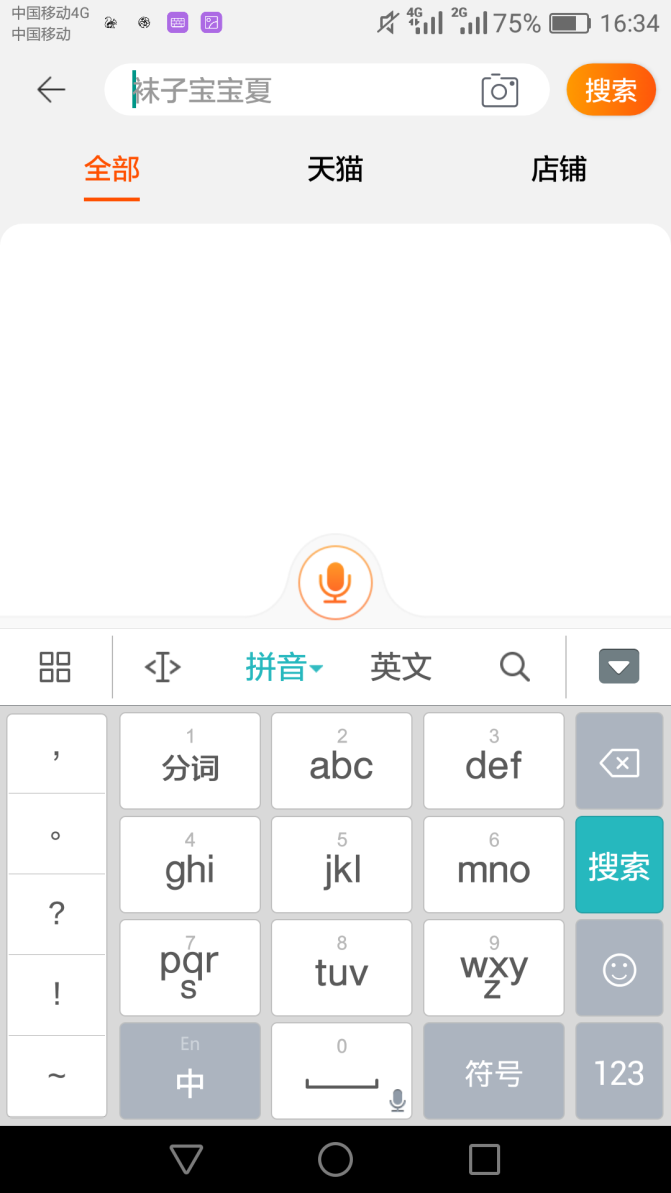 中国移动4G
中国移动
4G 2G 75% 16:34
袜子宝宝夏 搜索
全部 天猫 店铺
拼音 英文
, 1 分词 2 abc 3 def
。 4 ghi 5 jkl 6 mno 搜索
? 7 pqrs 8 tuv 9 wxyz
!
~ En 中 0 符号 123